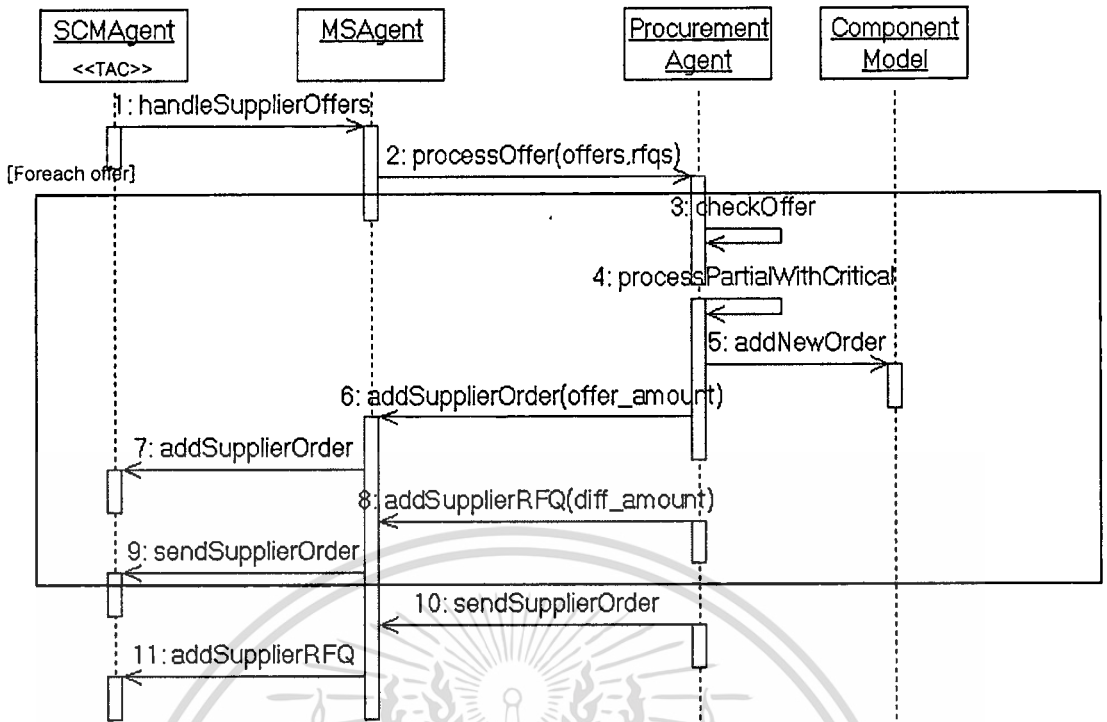 SCMAgent
<<TAC>>
MSAgent
Procurement
Agent
Component
Model
1: handleSupplierOffers
2: processOffer(offers,rfqs)
[Foreach offer]
3: checkOffer
4: processPartialWithCritical
5: addNewOrder
6: addSupplierOrder(offer_amount)
7: addSupplierOrder
8: addSupplierRFQ(diff_amount)
9: sendSupplierOrder
10: sendSupplierOrder
11: addSupplierRFQ